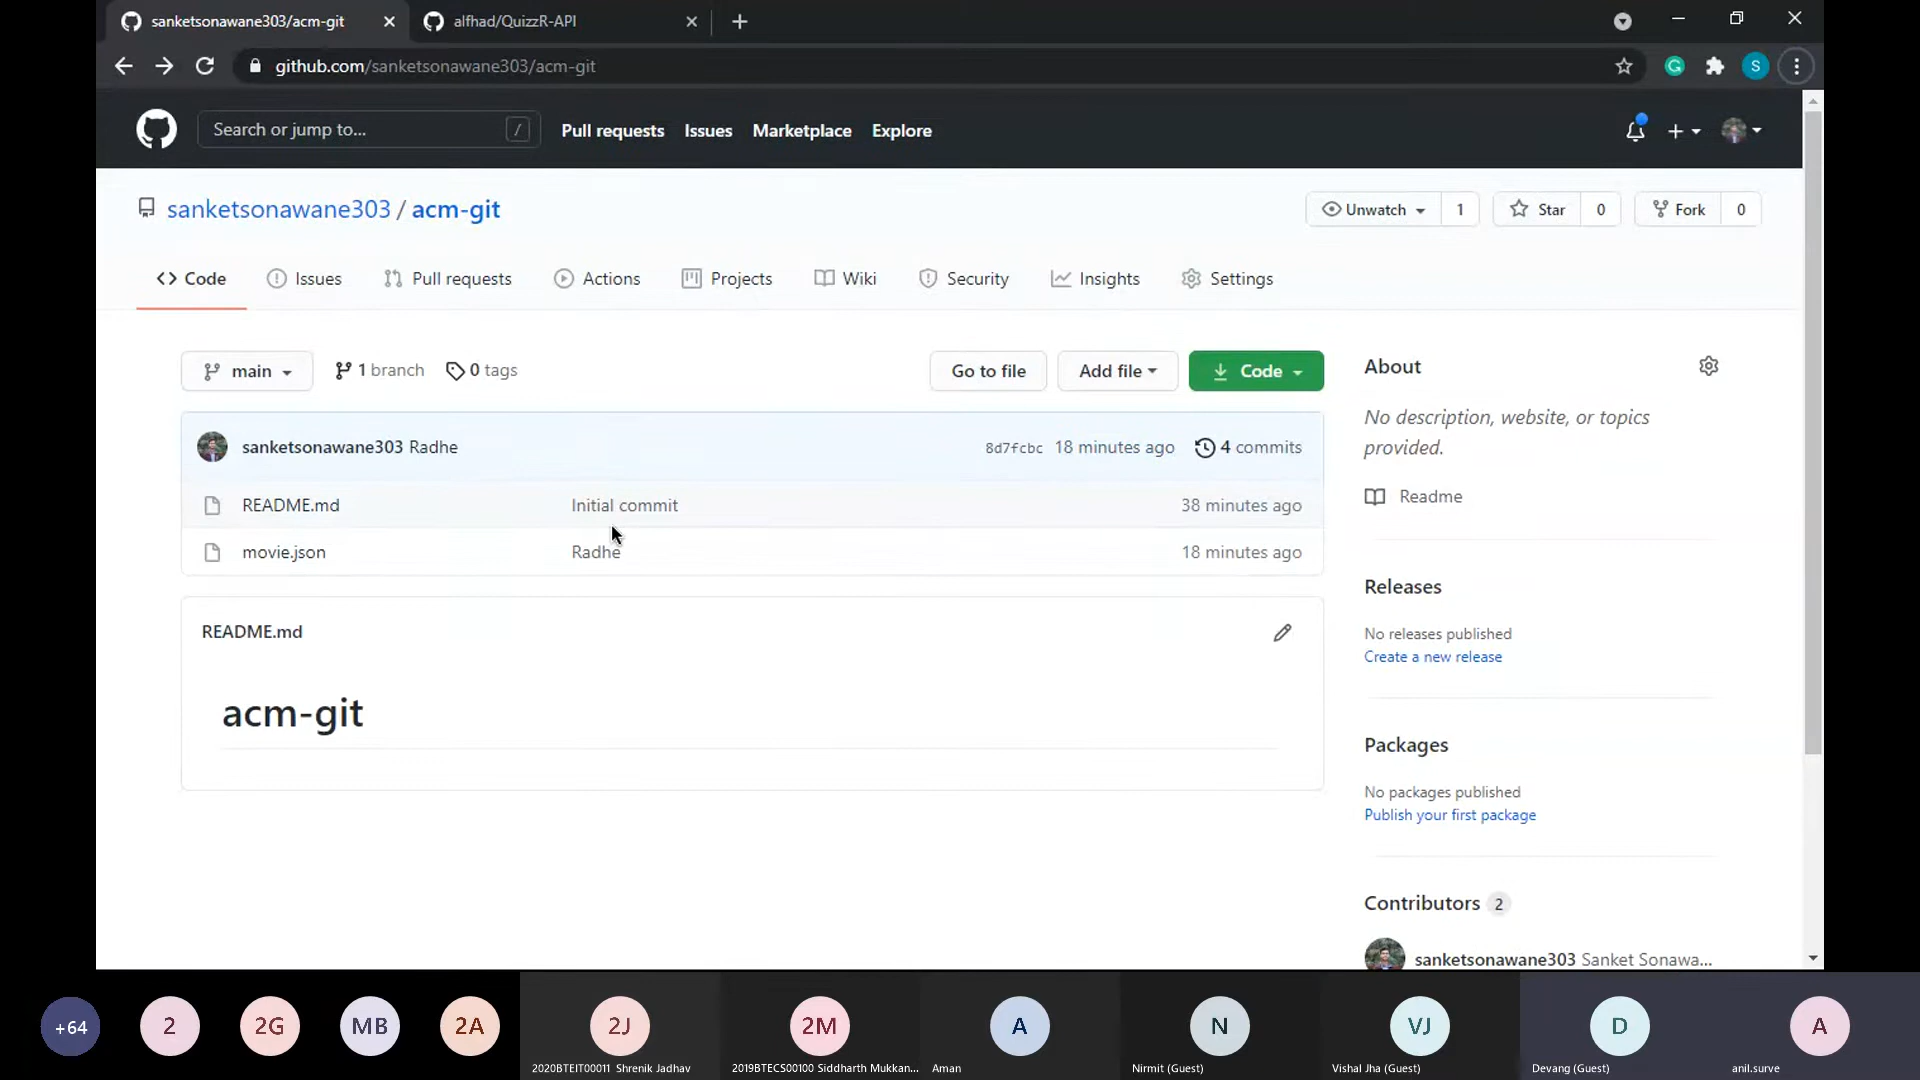 sanketsonawane303/acm-git
alfhad/QuizzR-API
github.com/sanketsonawane303/acm-git
S
Search or jump to...
/
Pull requests
Issues
Marketplace
Explore
sanketsonawane303 / acm-git
Unwatch
1
Star
0
Fork
0
Code
Issues
Pull requests
Actions
Projects
Wiki
Security
Insights
Settings
main
1 branch
0 tags
Go to file
Add file
Code
sanketsonawane303 Radhe
8d7fcbc 18 minutes ago
4 commits
README.md
Initial commit
38 minutes ago
movie.json
Radhe
18 minutes ago
README.md
acm-git
About
No description, website, or topics
provided.
Readme
Releases
No releases published
Create a new release
Packages
No packages published
Publish your first package
Contributors 2
sanketsonawane303 Sanket Sonawa...
+64
2
2G
MB
2A
2J
2020BTEIT00011 Shrenik Jadhav
2M
2019BTECS00100 Siddharth Mukkan...
A
Aman
N
Nirmit (Guest)
VJ
Vishal Jha (Guest)
D
Devang (Guest)
A
anil.surve